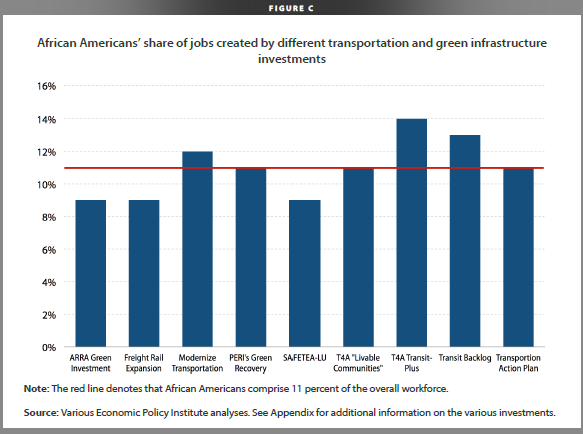 FIGURE C
African Americans' share of jobs created by different transportation and green infrastructure
investments
16%
14%
12%
10%
8%
6%
4%
2%
0%
ARRA Green
Investment
Freight Rail
Expansion
Modernize
Transportation
PERI's Green
Recovery
SAFETEA-LU
T4A "Livable
Communities"
T4A Transit-
Plus
Transit Backlog
Transportion
Action Plan
Note: The red line denotes that African Americans comprise 11 percent of the overall workforce.
Source: Various Economic Policy Institute analyses. See Appendix for additional information on the various investments.